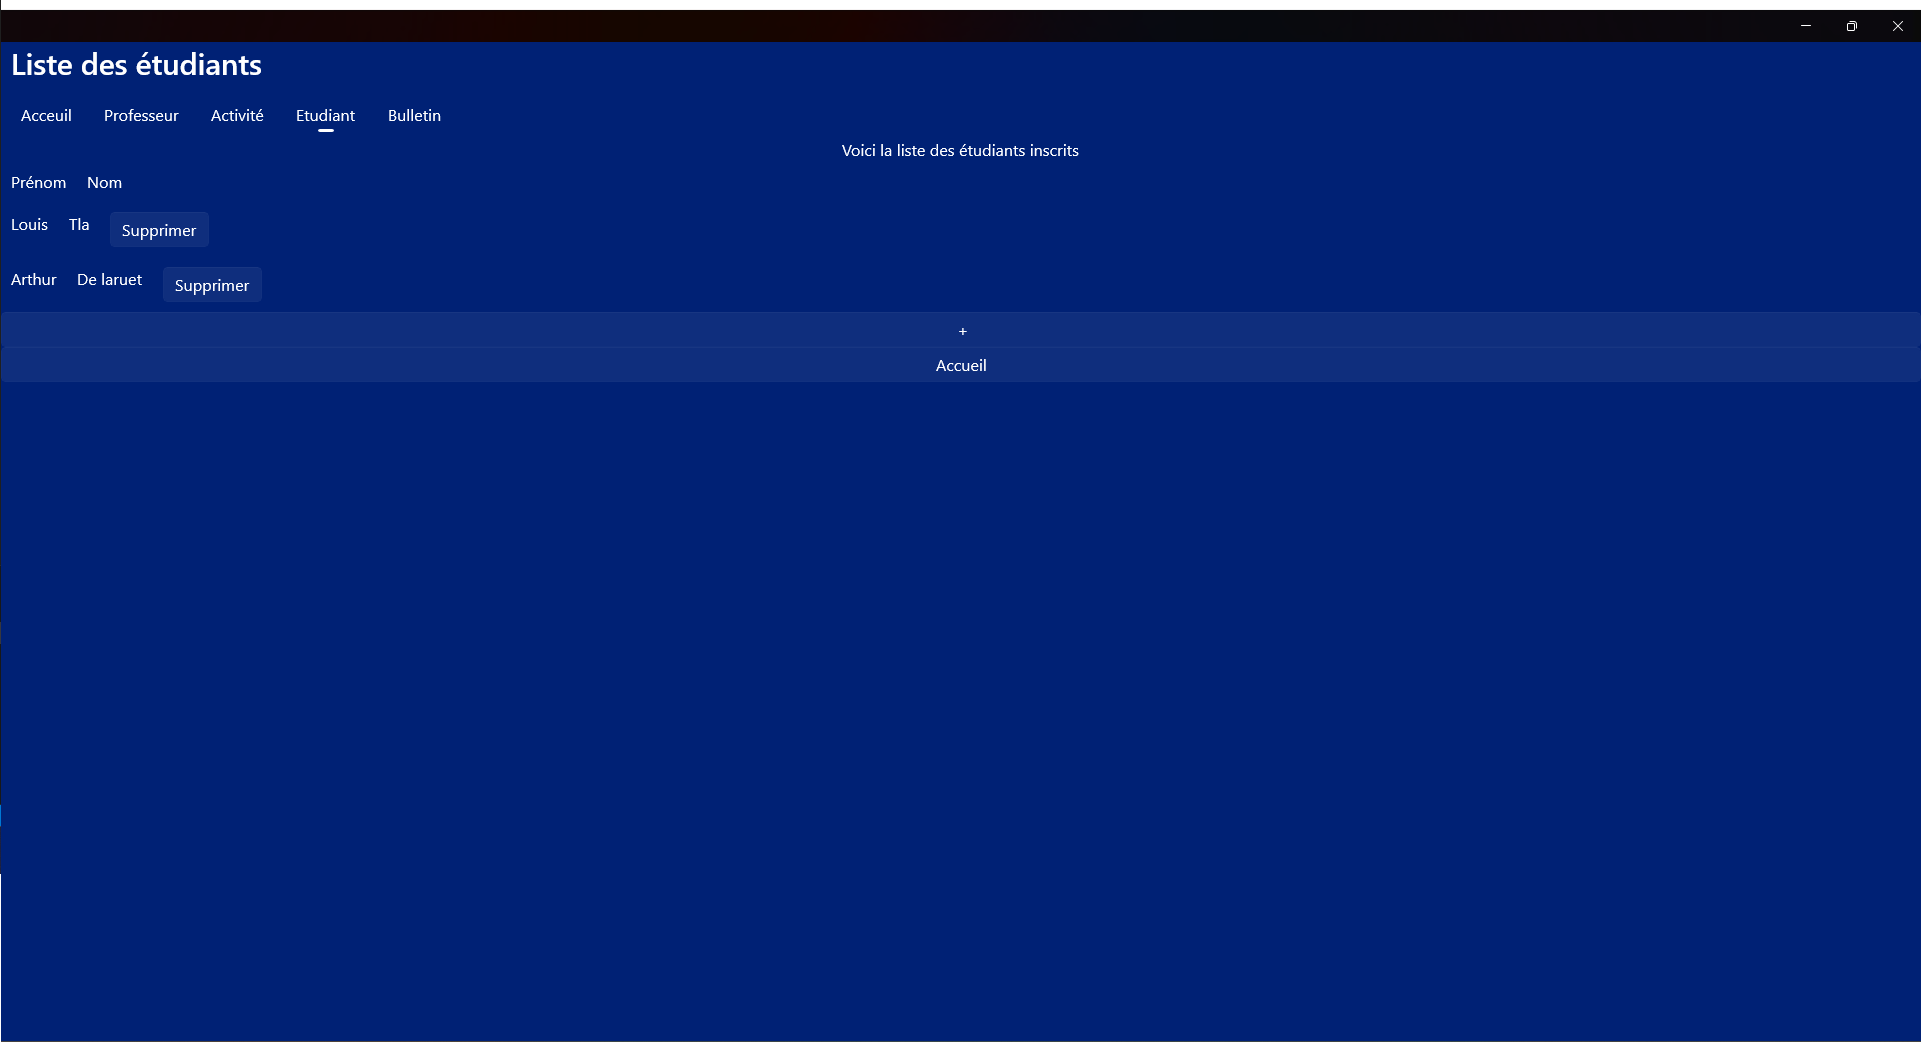 Liste des étudiants
Acceuil Professeur Activité Etudiant Bulletin
Voici la liste des étudiants inscrits
Prénom Nom
Louis Tla Supprimer
Arthur De laruet Supprimer
+
Accueil